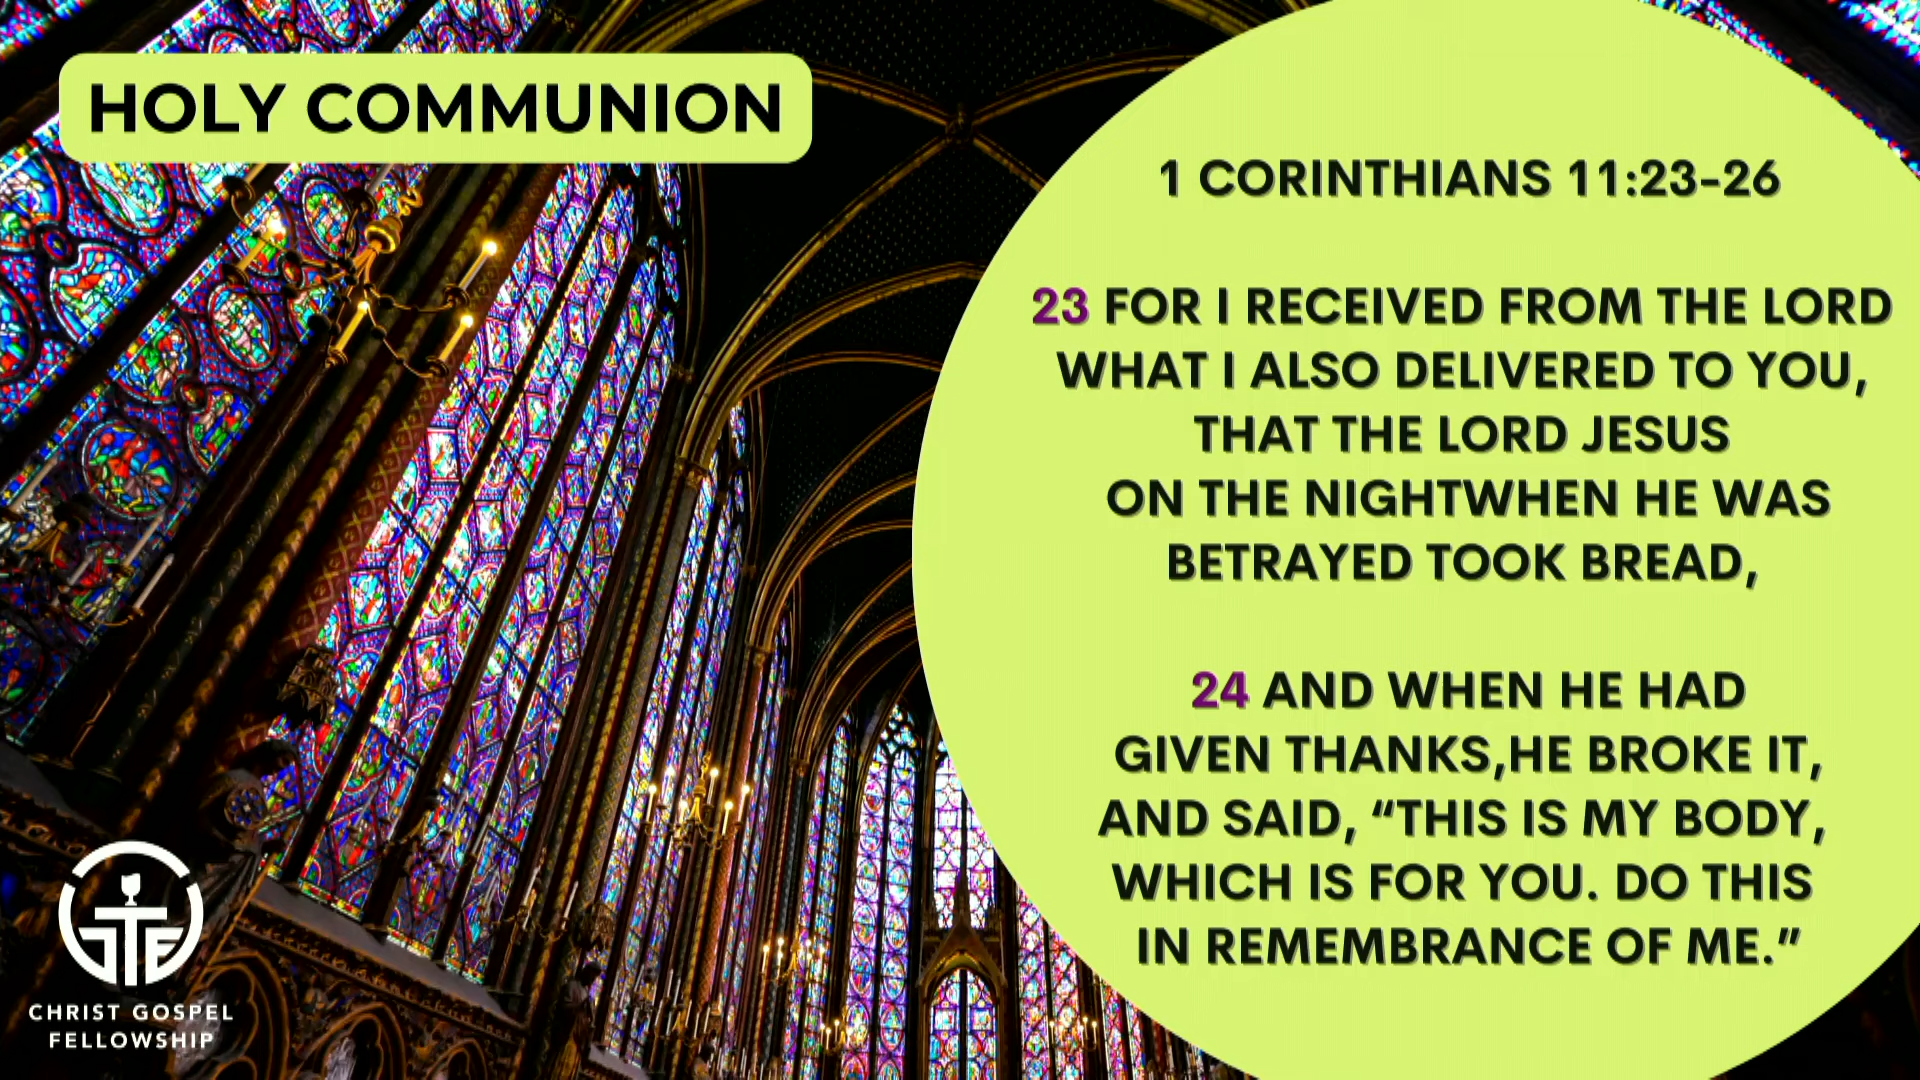 HOLY COMMUNION
1 CORINTHIANS 11:23-26
23 FOR I RECEIVED FROM THE LORD
WHAT I ALSO DELIVERED TO YOU,
THAT THE LORD JESUS
ON THE NIGHTWHEN HE WAS
BETRAYED TOOK BREAD,
24 AND WHEN HE HAD
GIVEN THANKS,HE BROKE IT,
AND SAID, “THIS IS MY BODY,
WHICH IS FOR YOU. DO THIS
IN REMEMBRANCE OF ME.”
CHRIST GOSPEL
FELLOWSHIP